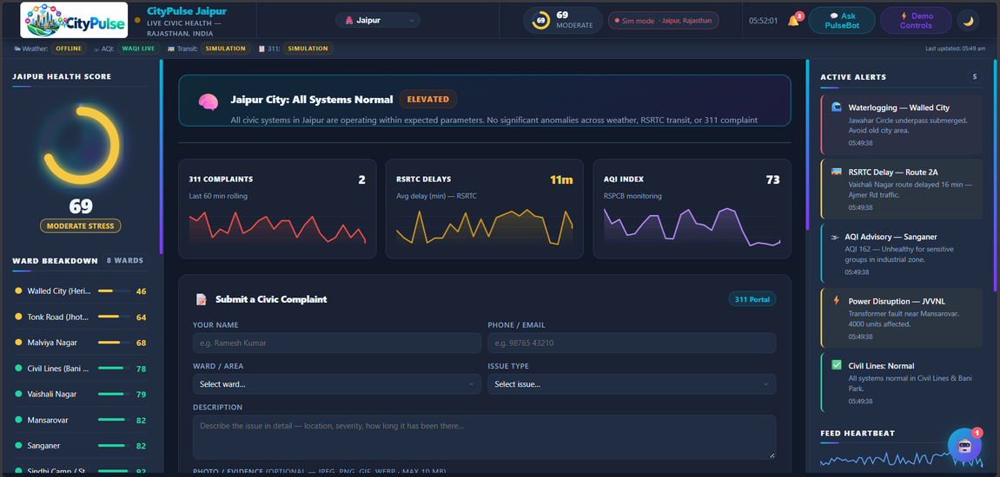 CityPulse
CityPulse Jaipur
LIVE CIVIC HEALTH —
RAJASTHAN, INDIA
Jaipur
69
69
MODERATE
Sim mode · Jaipur, Rajasthan
05:52:01
3
Ask
PulseBot
Demo
Controls
Weather: OFFLINE
AQI: WAQI LIVE
Transit: SIMULATION
311: SIMULATION
Last updated: 05:49 am
JAIPUR HEALTH SCORE
69
MODERATE STRESS
WARD BREAKDOWN 8 WARDS
Walled City (Heri... 46
Tonk Road (Jhot... 64
Malviya Nagar 68
Civil Lines (Bani ... 78
Vaishali Nagar 79
Mansarovar 82
Sanganer 82
Sindhi Camp / St... 92
Jaipur City: All Systems Normal ELEVATED
All civic systems in Jaipur are operating within expected parameters. No significant anomalies across weather, RSRTC transit, or 311 complaint
311 COMPLAINTS 2
Last 60 min rolling
RSRTC DELAYS 11m
Avg delay (min) — RSRTC
AQI INDEX 73
RSPCB monitoring
Submit a Civic Complaint
311 Portal
YOUR NAME
e.g. Ramesh Kumar
PHONE / EMAIL
e.g. 98765 43210
WARD / AREA
Select ward...
ISSUE TYPE
Select issue...
DESCRIPTION
Describe the issue in detail — location, severity, how long it has been there...
PHOTO / EVIDENCE (OPTIONAL — JPEG, PNG, GIF, WEBP · MAX 10 MB)
ACTIVE ALERTS 5
Waterlogging — Walled City
Jawahar Circle underpass submerged.
Avoid old city area.
05:49:38
RSRTC Delay — Route 2A
Vaishali Nagar route delayed 16 min —
Ajmer Rd traffic.
05:49:38
AQI Advisory — Sanganer
AQI 162 — Unhealthy for sensitive
groups in industrial zone.
05:49:38
Power Disruption — JVVNL
Transformer fault near Mansarovar.
4000 units affected.
05:49:38
Civil Lines: Normal
All systems normal in Civil Lines & Bani
Park.
05:49:38
FEED HEARTBEAT
1